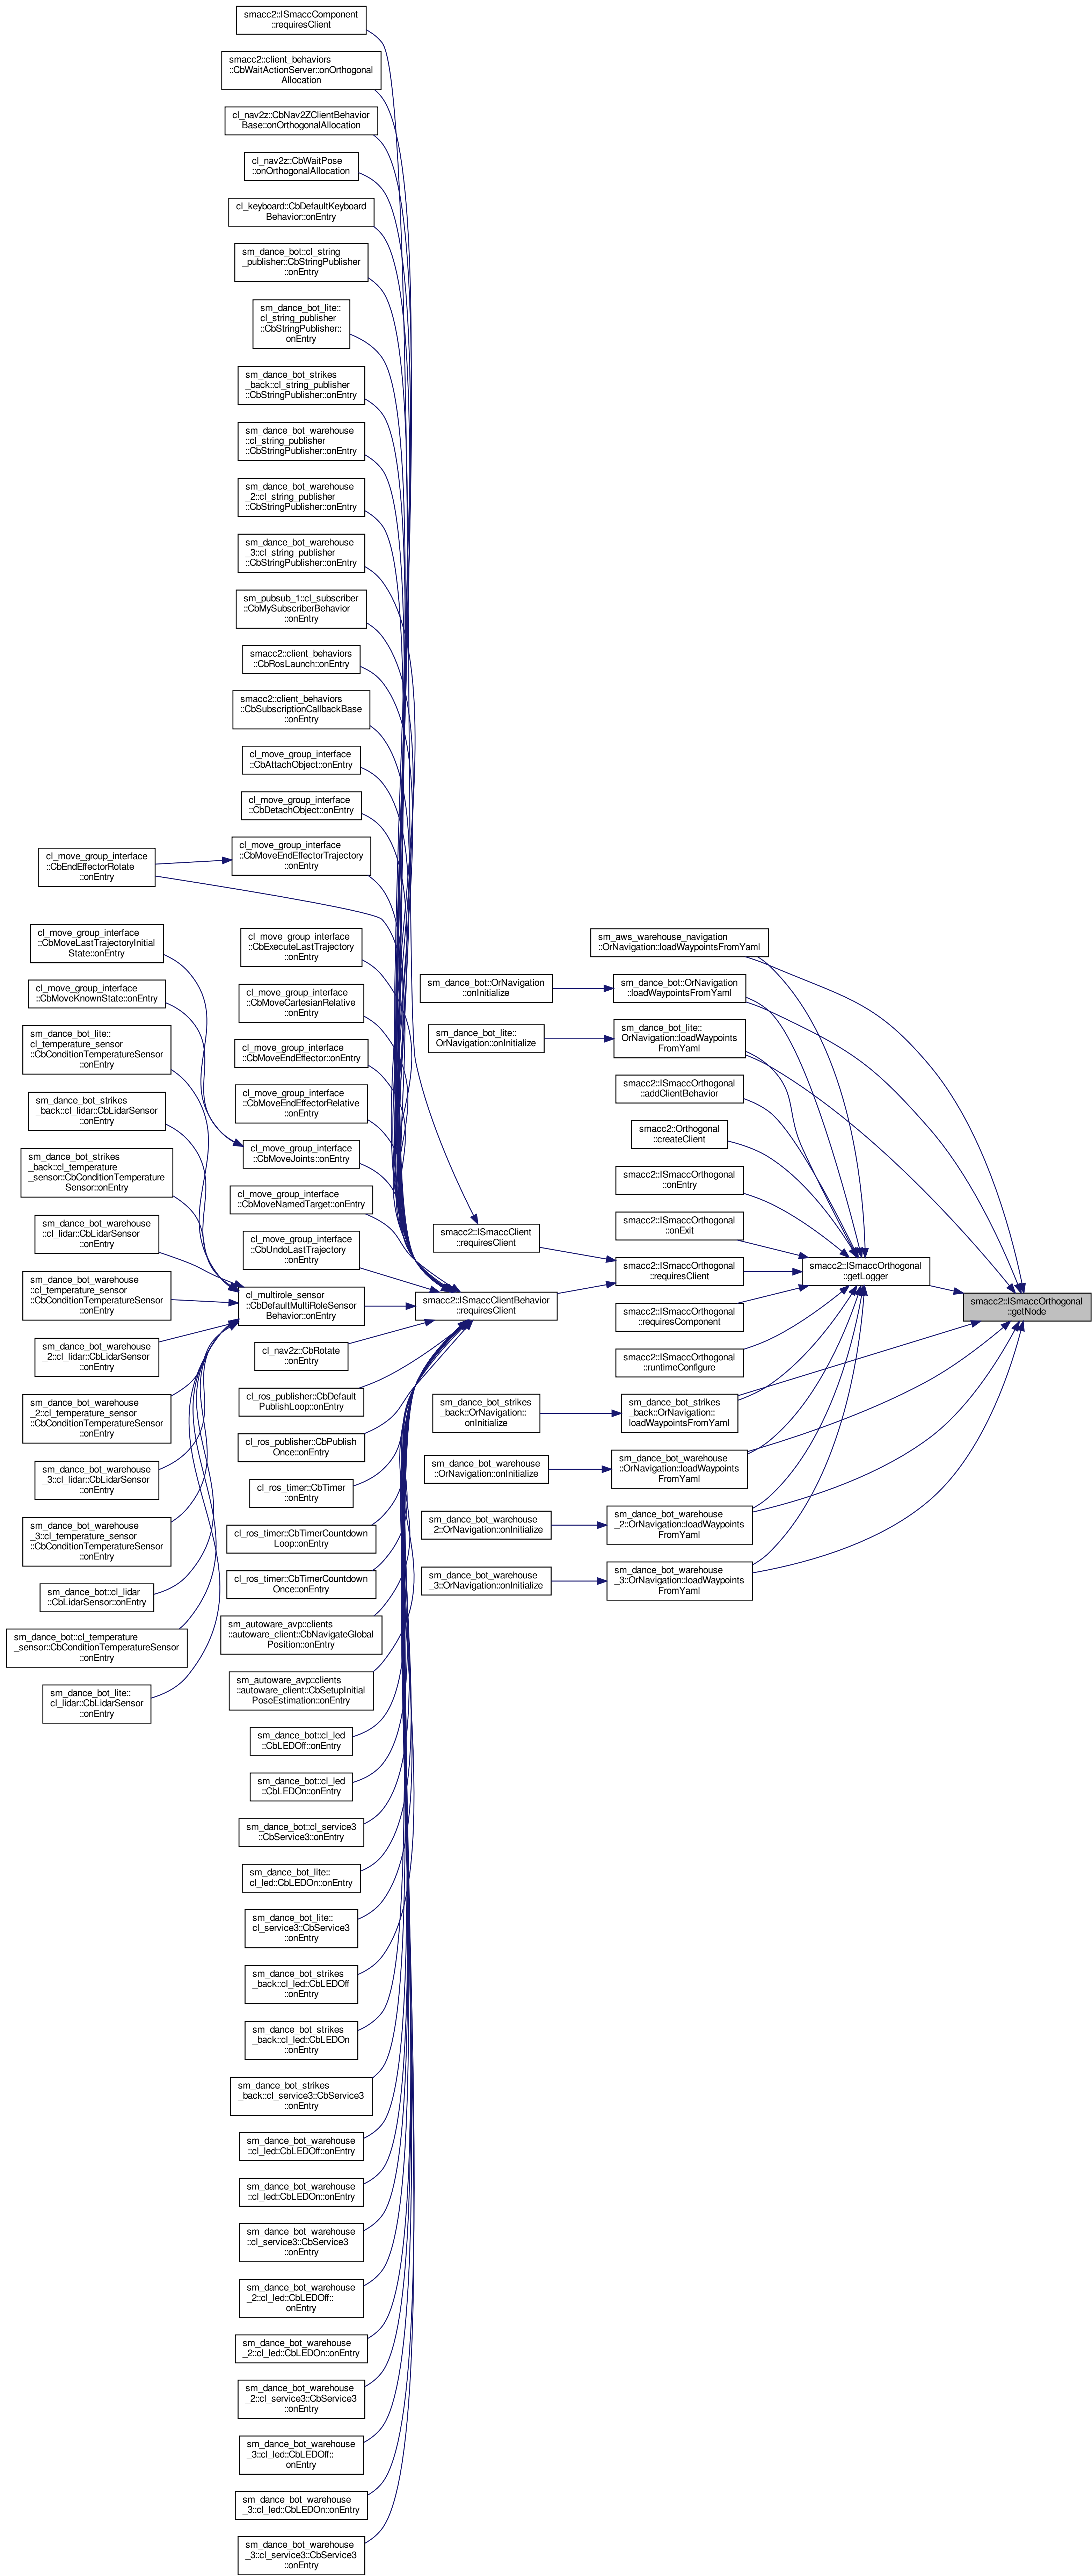 smacc2::ISmaccComponent
::requiresClient
smacc2::client_behaviors
::CbWaitActionServer::onOrthogonal
Allocation
cl_nav2z::CbNav2ZClientBehavior
Base::onOrthogonalAllocation
cl_nav2z::CbWaitPose
::onOrthogonalAllocation
cl_keyboard::CbDefaultKeyboard
Behavior::onEntry
sm_dance_bot::cl_string
_publisher::CbStringPublisher
::onEntry
sm_dance_bot_lite::
cl_string_publisher
::CbStringPublisher::
onEntry
sm_dance_bot_strikes
_back::cl_string_publisher
::CbStringPublisher::onEntry
sm_dance_bot_warehouse
::cl_string_publisher
::CbStringPublisher::onEntry
sm_dance_bot_warehouse
_2::cl_string_publisher
::CbStringPublisher::onEntry
sm_dance_bot_warehouse
_3::cl_string_publisher
::CbStringPublisher::onEntry
sm_pubsub_1::cl_subscriber
::CbMySubscriberBehavior
::onEntry
smacc2::client_behaviors
::CbRosLaunch::onEntry
smacc2::client_behaviors
::CbSubscriptionCallbackBase
::onEntry
cl_move_group_interface
::CbAttachObject::onEntry
cl_move_group_interface
::CbDetachObject::onEntry
cl_move_group_interface
::CbMoveEndEffectorTrajectory
::onEntry
cl_move_group_interface
::CbEndEffectorRotate
::onEntry
cl_move_group_interface
::CbExecuteLastTrajectory
::onEntry
cl_move_group_interface
::CbMoveCartesianRelative
::onEntry
cl_move_group_interface
::CbMoveEndEffector::onEntry
cl_move_group_interface
::CbMoveEndEffectorRelative
::onEntry
cl_move_group_interface
::CbMoveJoints::onEntry
cl_move_group_interface
::CbMoveNamedTarget::onEntry
cl_move_group_interface
::CbUndoLastTrajectory
::onEntry
cl_multirole_sensor
::CbDefaultMultiRoleSensor
Behavior::onEntry
cl_nav2z::CbRotate
::onEntry
cl_ros_publisher::CbDefault
PublishLoop::onEntry
cl_ros_publisher::CbPublish
Once::onEntry
cl_ros_timer::CbTimer
::onEntry
cl_ros_timer::CbTimerCountdown
Loop::onEntry
cl_ros_timer::CbTimerCountdown
Once::onEntry
sm_autoware_avp::clients
::autoware_client::CbNavigateGlobal
Position::onEntry
sm_autoware_avp::clients
::autoware_client::CbSetupInitial
PoseEstimation::onEntry
sm_dance_bot::cl_led
::CbLEDOff::onEntry
sm_dance_bot::cl_led
::CbLEDOn::onEntry
sm_dance_bot::cl_service3
::CbService3::onEntry
sm_dance_bot_lite::
cl_led::CbLEDOn::onEntry
sm_dance_bot_lite::
cl_service3::CbService3
::onEntry
sm_dance_bot_strikes
_back::cl_led::CbLEDOff
::onEntry
sm_dance_bot_strikes
_back::cl_led::CbLEDOn
::onEntry
sm_dance_bot_strikes
_back::cl_service3::CbService3
::onEntry
sm_dance_bot_warehouse
::cl_led::CbLEDOff::onEntry
sm_dance_bot_warehouse
::cl_led::CbLEDOn::onEntry
sm_dance_bot_warehouse
::cl_service3::CbService3
::onEntry
sm_dance_bot_warehouse
_2::cl_led::CbLEDOff::
onEntry
sm_dance_bot_warehouse
_2::cl_led::CbLEDOn::onEntry
sm_dance_bot_warehouse
_2::cl_service3::CbService3
::onEntry
sm_dance_bot_warehouse
_3::cl_led::CbLEDOff::
onEntry
sm_dance_bot_warehouse
_3::cl_led::CbLEDOn::onEntry
sm_dance_bot_warehouse
_3::cl_service3::CbService3
::onEntry
cl_move_group_interface
::CbMoveLastTrajectoryInitial
State::onEntry
cl_move_group_interface
::CbMoveKnownState::onEntry
sm_dance_bot_lite::
cl_temperature_sensor
::CbConditionTemperatureSensor
::onEntry
sm_dance_bot_strikes
_back::cl_lidar::CbLidarSensor
::onEntry
sm_dance_bot_strikes
_back::cl_temperature
_sensor::CbConditionTemperature
Sensor::onEntry
sm_dance_bot_warehouse
::cl_lidar::CbLidarSensor
::onEntry
sm_dance_bot_warehouse
::cl_temperature_sensor
::CbConditionTemperatureSensor
::onEntry
sm_dance_bot_warehouse
_2::cl_lidar::CbLidarSensor
::onEntry
sm_dance_bot_warehouse
_2::cl_temperature_sensor
::CbConditionTemperatureSensor
::onEntry
sm_dance_bot_warehouse
_3::cl_lidar::CbLidarSensor
::onEntry
sm_dance_bot_warehouse
_3::cl_temperature_sensor
::CbConditionTemperatureSensor
::onEntry
sm_dance_bot::cl_lidar
::CbLidarSensor::onEntry
sm_dance_bot::cl_temperature
_sensor::CbConditionTemperatureSensor
::onEntry
sm_dance_bot_lite::
cl_lidar::CbLidarSensor
::onEntry
sm_dance_bot::OrNavigation
::onInitialize
sm_dance_bot_lite::
OrNavigation::onInitialize
smacc2::ISmaccClient
::requiresClient
smacc2::ISmaccClientBehavior
::requiresClient
sm_dance_bot_strikes
_back::OrNavigation::
onInitialize
sm_dance_bot_warehouse
::OrNavigation::onInitialize
sm_dance_bot_warehouse
_2::OrNavigation::onInitialize
sm_dance_bot_warehouse
_3::OrNavigation::onInitialize
sm_aws_warehouse_navigation
::OrNavigation::loadWaypointsFromYaml
sm_dance_bot::OrNavigation
::loadWaypointsFromYaml
sm_dance_bot_lite::
OrNavigation::loadWaypoints
FromYaml
smacc2::ISmaccOrthogonal
::addClientBehavior
smacc2::Orthogonal
::createClient
smacc2::ISmaccOrthogonal
::onEntry
smacc2::ISmaccOrthogonal
::onExit
smacc2::ISmaccOrthogonal
::requiresClient
smacc2::ISmaccOrthogonal
::requiresComponent
smacc2::ISmaccOrthogonal
::runtimeConfigure
sm_dance_bot_strikes
_back::OrNavigation::
loadWaypointsFromYaml
sm_dance_bot_warehouse
::OrNavigation::loadWaypoints
FromYaml
sm_dance_bot_warehouse
_2::OrNavigation::loadWaypoints
FromYaml
sm_dance_bot_warehouse
_3::OrNavigation::loadWaypoints
FromYaml
smacc2::ISmaccOrthogonal
::getLogger
smacc2::ISmaccOrthogonal
::getNode